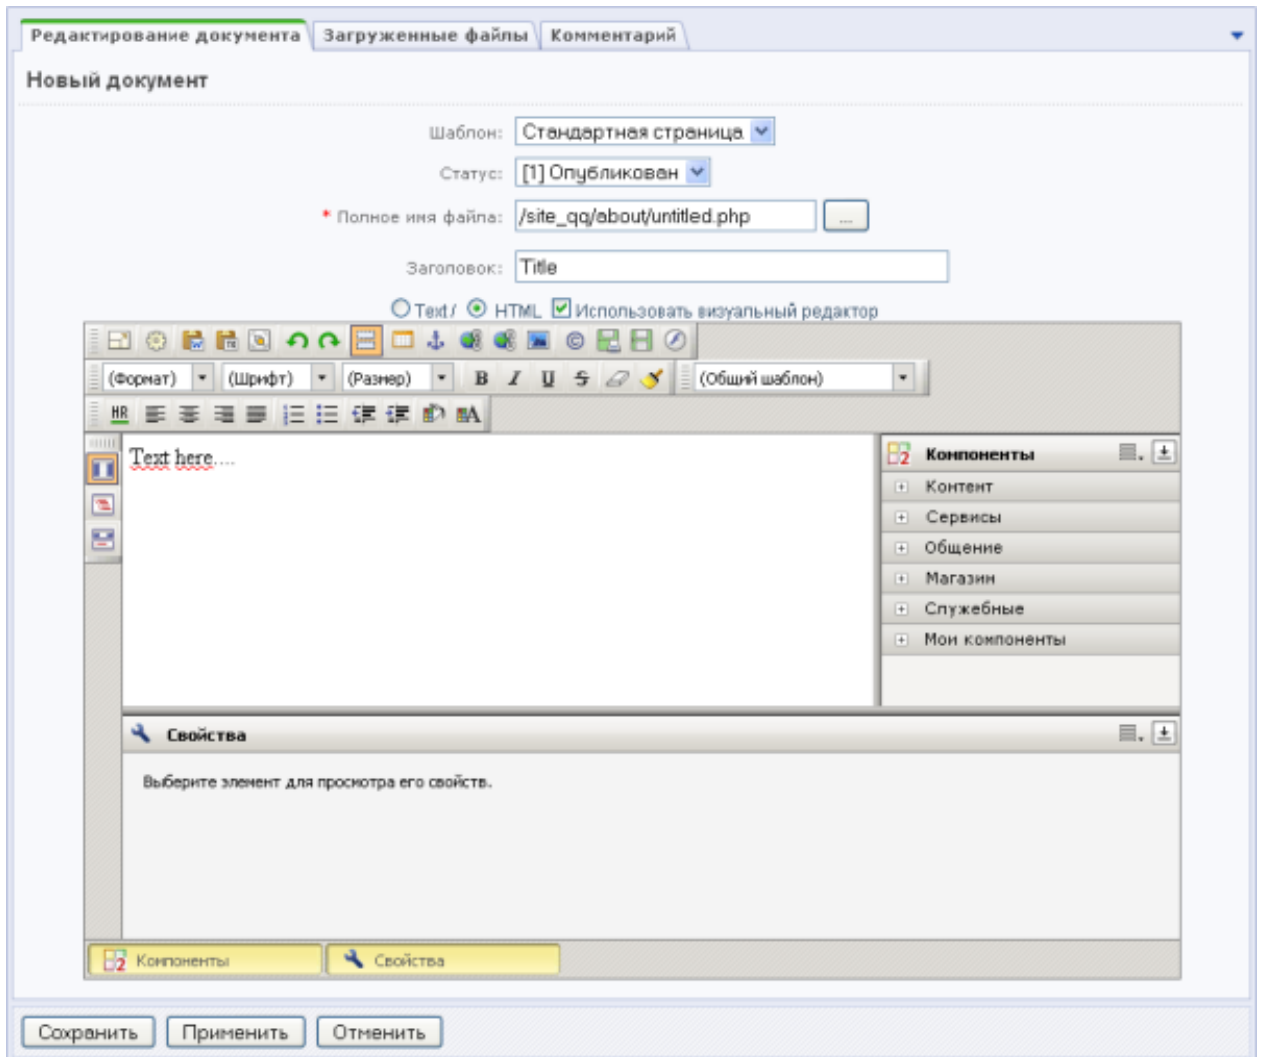 Редактирование документа Загруженные файлы Комментарий
Новый документ
Шаблон: Стандартная страница
Статус: [1] Опубликован
* Полное имя файла: /site_qq/about/untitled.php ...
Заголовок: Title
Text / HTML Использовать визуальный редактор
(Формат) (Шрифт) (Размер) B I U S (Общий шаблон)
HR A
Text here.... 2 Компоненты
Контент
Сервисы
Общение
Магазин
Служебные
Мои компоненты
Свойства
Выберите элемент для просмотра его свойств.
2 Компоненты Свойства
Сохранить Применить Отменить